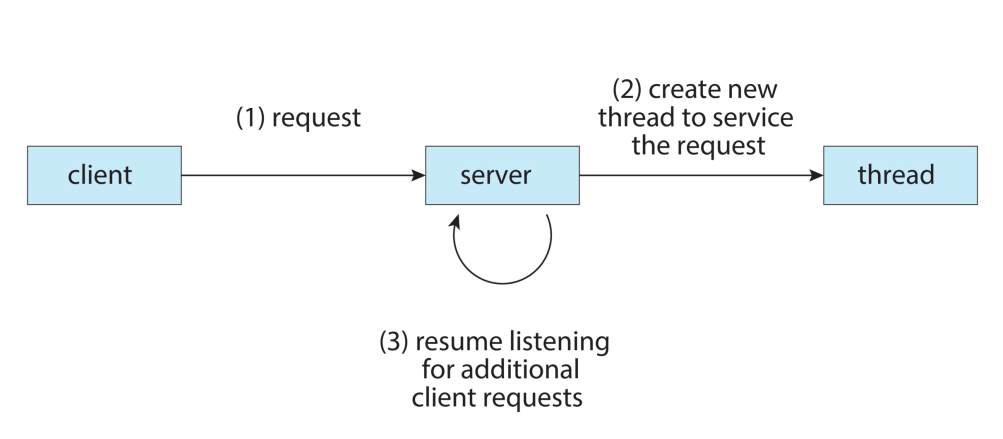 (1) request
(2) create new
thread to service
the request
client
server
thread
(3) resume listening
for additional
client requests